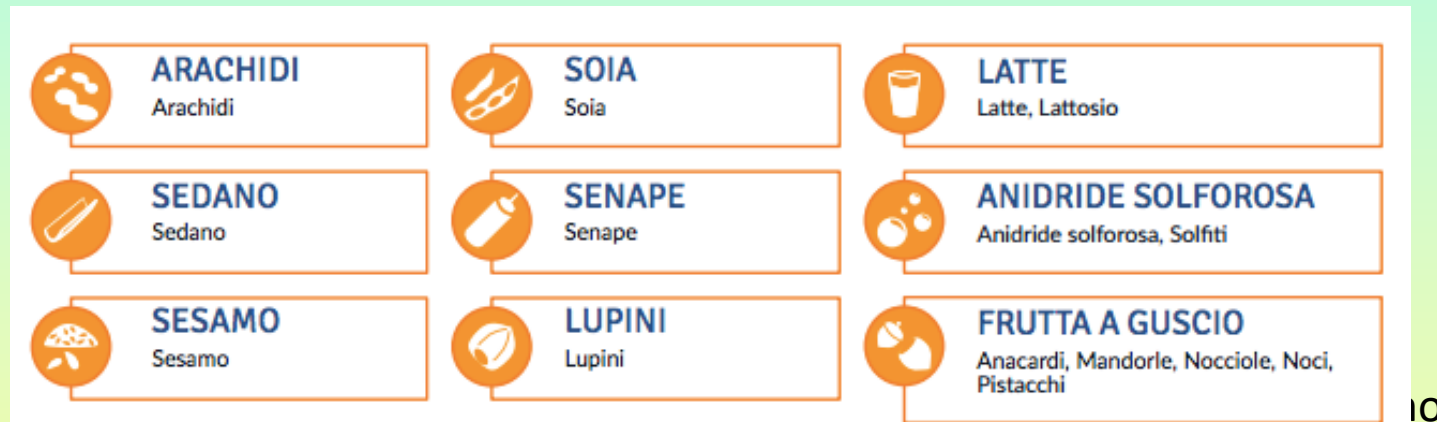 ARACHIDI
Arachidi
SOIA
Soia
LATTE
Latte, Lattosio
SEDANO
Sedano
SENAPE
Senape
ANIDRIDE SOLFOROSA
Anidride solforosa, Solfiti
SESAMO
Sesamo
LUPINI
Lupini
FRUTTA A GUSCIO
Anacardi, Mandorle, Nocciole, Noci,
Pistacchi